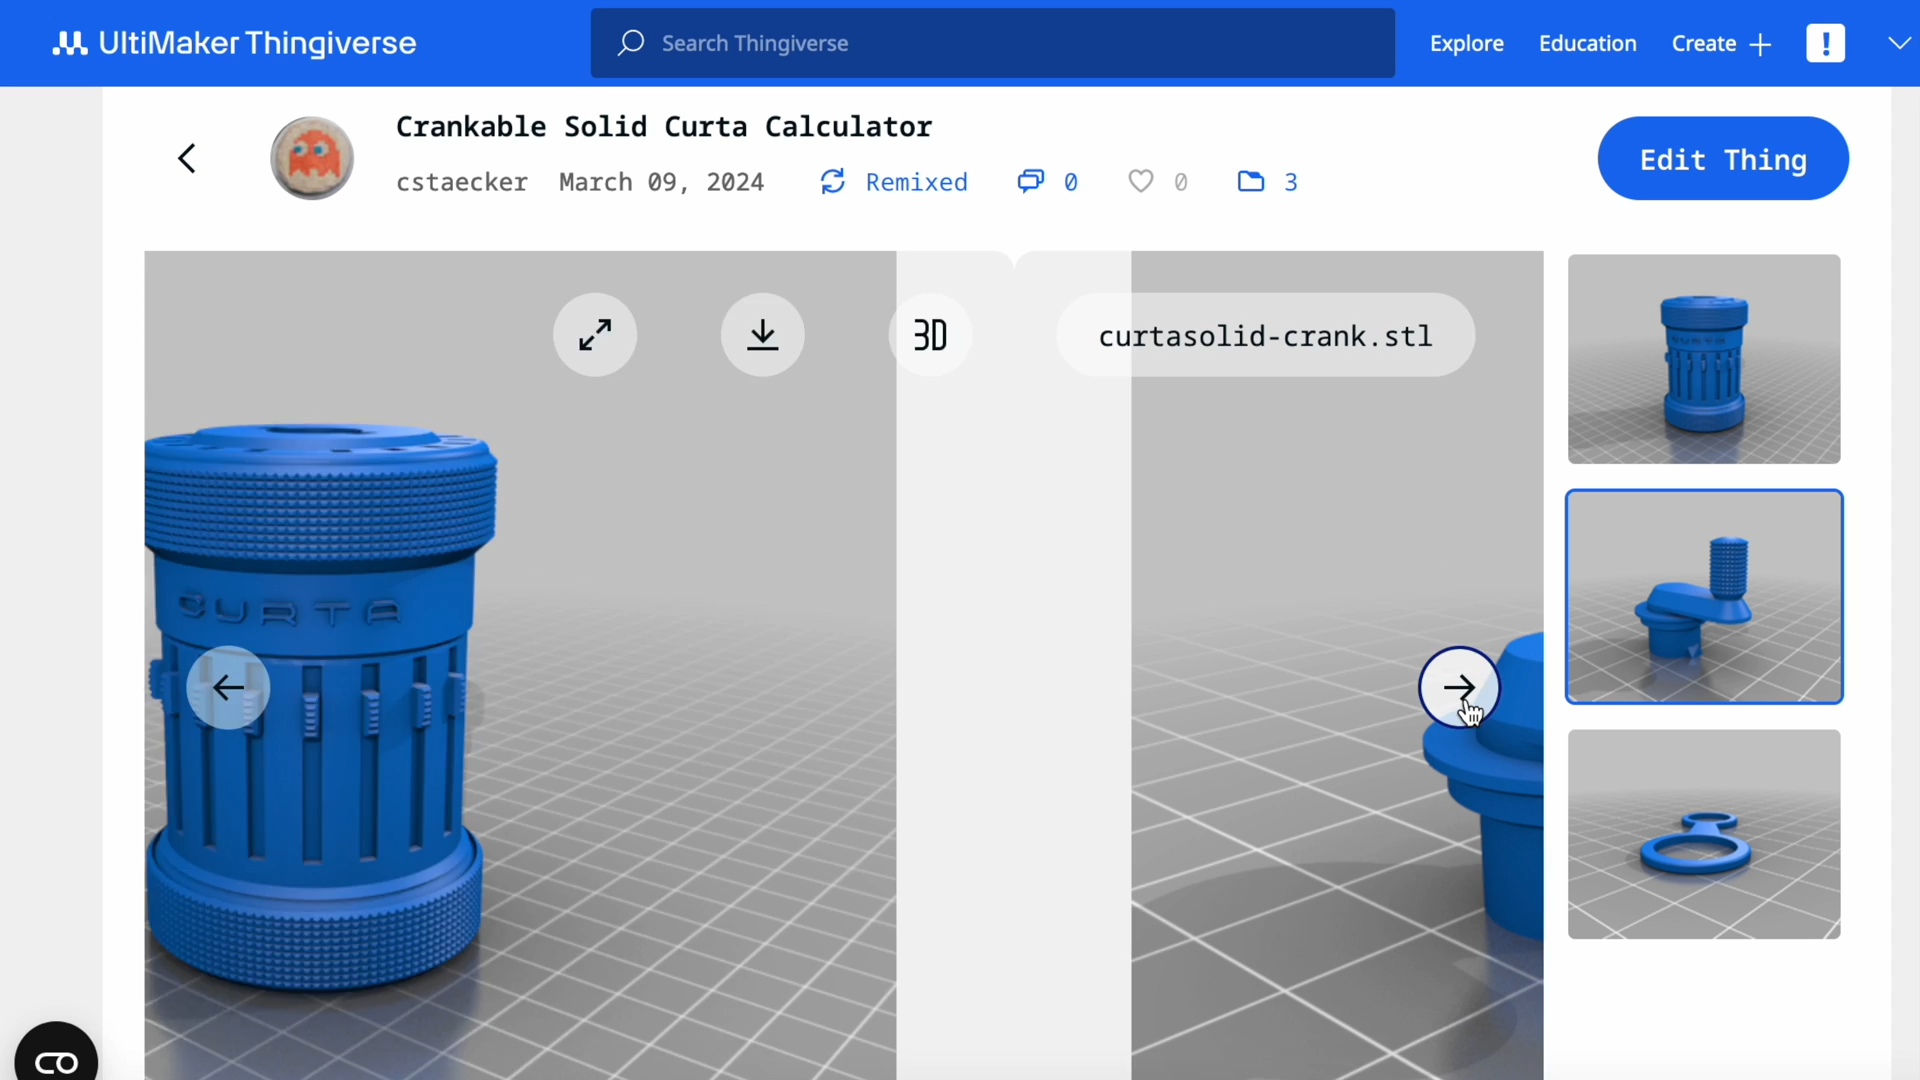 UltiMaker Thingiverse
Search Thingiverse
Explore
Education
Create
Crankable Solid Curta Calculator
cstaecker March 09, 2024 Remixed 0 0 3
Edit Thing
3D
curtasolid-crank.stl
CURTA
CURTA